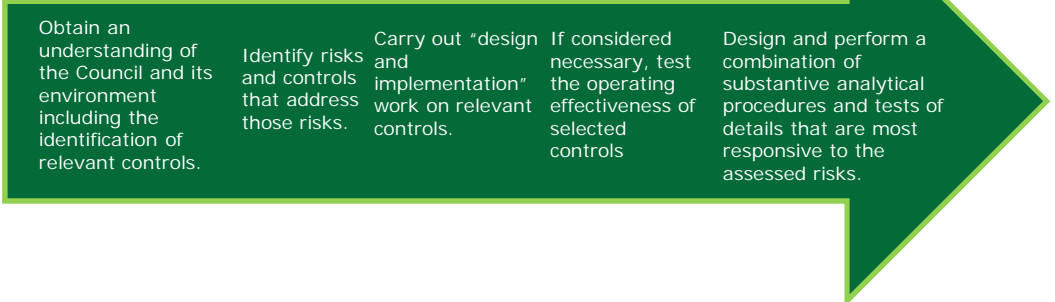 Obtain an
understanding of
the Council and its
environment
including the
identification of
relevant controls.
Identify risks
and controls
that address
those risks.
Carry out “design
and
implementation”
work on relevant
controls.
If considered
necessary, test
the operating
effectiveness of
selected
controls
Design and perform a
combination of
substantive analytical
procedures and tests of
details that are most
responsive to the
assessed risks.